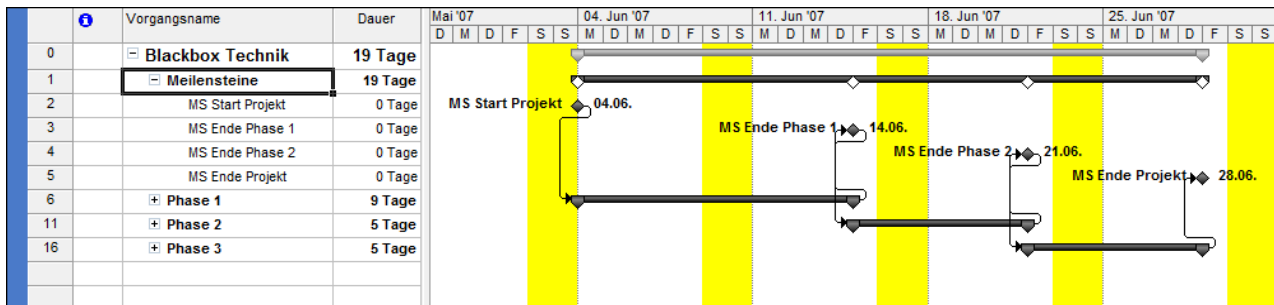 Vorgangsname Dauer Mai '07 04. Jun '07 11. Jun '07 18. Jun '07 25. Jun '07
D M D F S S M D M D F S S M D M D F S S M D M D F S S M D M D F S S
0 Blackbox Technik 19 Tage
1 Meilensteine 19 Tage
2 MS Start Projekt 0 Tage MS Start Projekt 04.06.
3 MS Ende Phase 1 0 Tage MS Ende Phase 1 14.06.
4 MS Ende Phase 2 0 Tage MS Ende Phase 2 21.06.
5 MS Ende Projekt 0 Tage MS Ende Projekt 28.06.
6 Phase 1 9 Tage
11 Phase 2 5 Tage
16 Phase 3 5 Tage